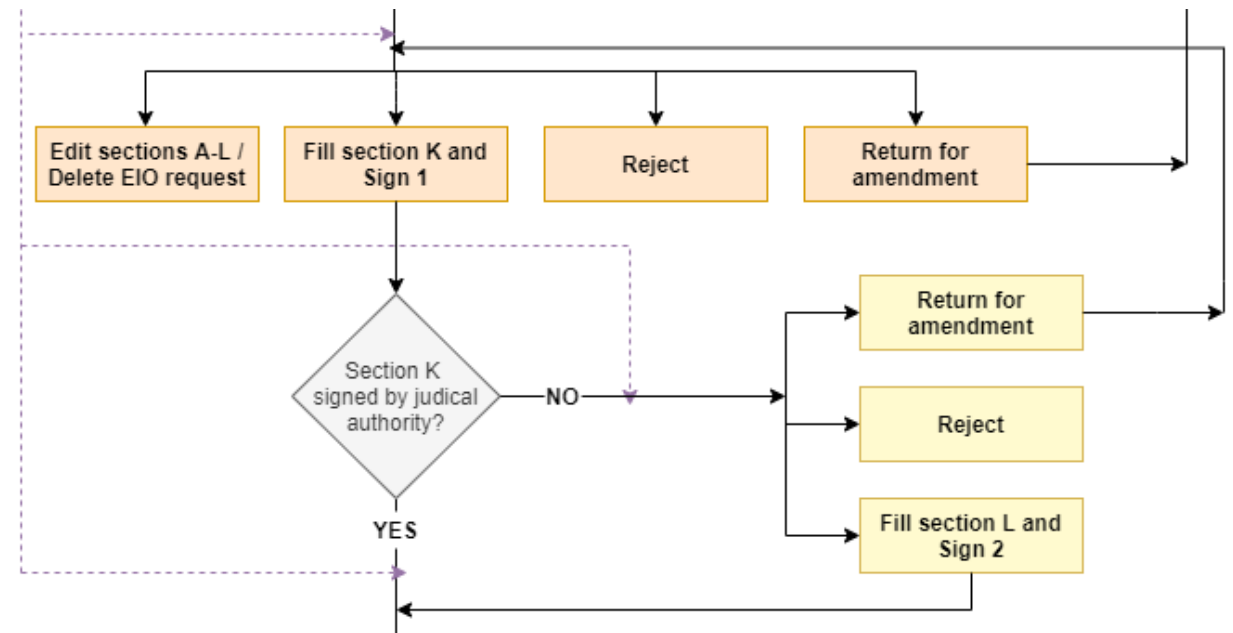 Edit sections A-L /
Delete EIO request
Fill section K and
Sign 1
Reject
Return for
amendment
Section K
signed by judical
authority?
NO
YES
Return for
amendment
Reject
Fill section L and
Sign 2